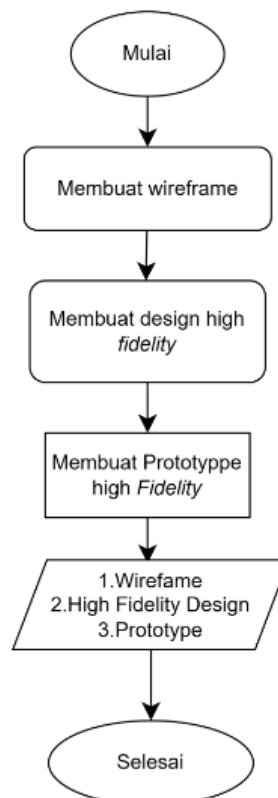 Mulai
Membuat wireframe
Membuat design high
fidelity
Membuat Prototyppe
high Fidelity
1.Wirefame
2.High Fidelity Design
3.Prototype
Selesai